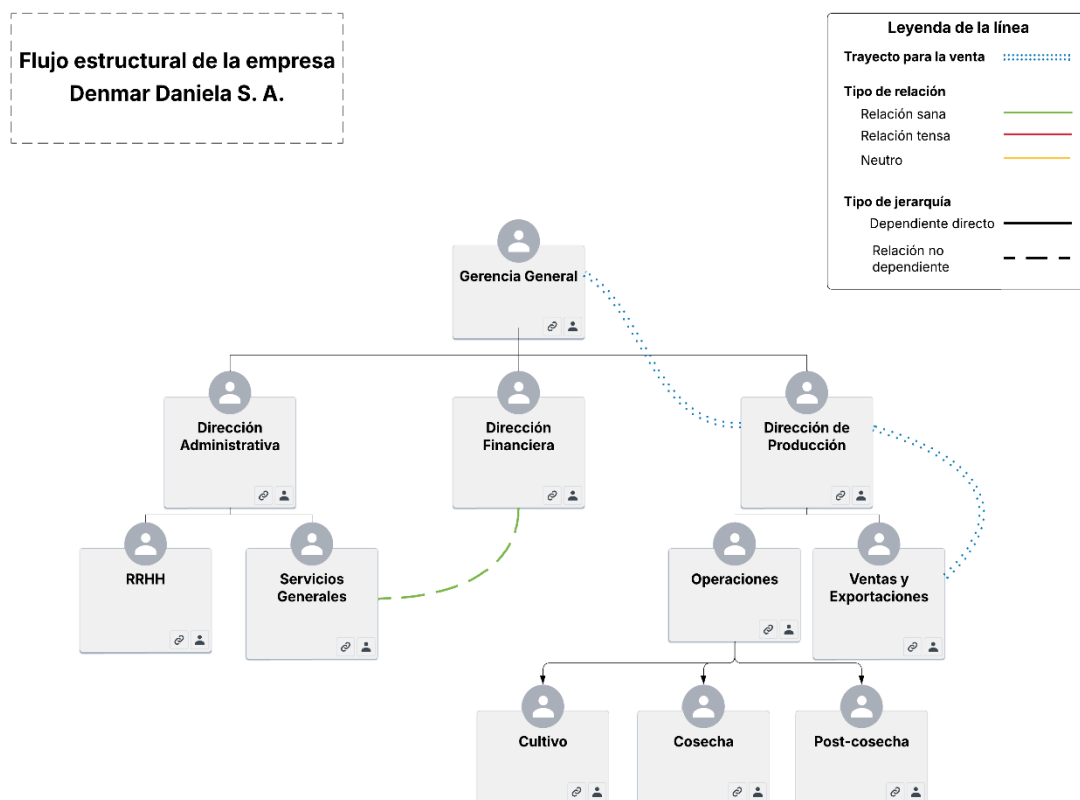 Flujo estructural de la empresa
Denmar Daniela S. A.
Leyenda de la línea
Trayecto para la venta
Tipo de relación
Relación sana
Relación tensa
Neutro
Tipo de jerarquía
Dependiente directo
Relación no
dependiente
Gerencia General
Dirección
Administrativa
Dirección
Financiera
Dirección de
Producción
RRHH
Servicios
Generales
Operaciones
Ventas y
Exportaciones
Cultivo
Cosecha
Post-cosecha